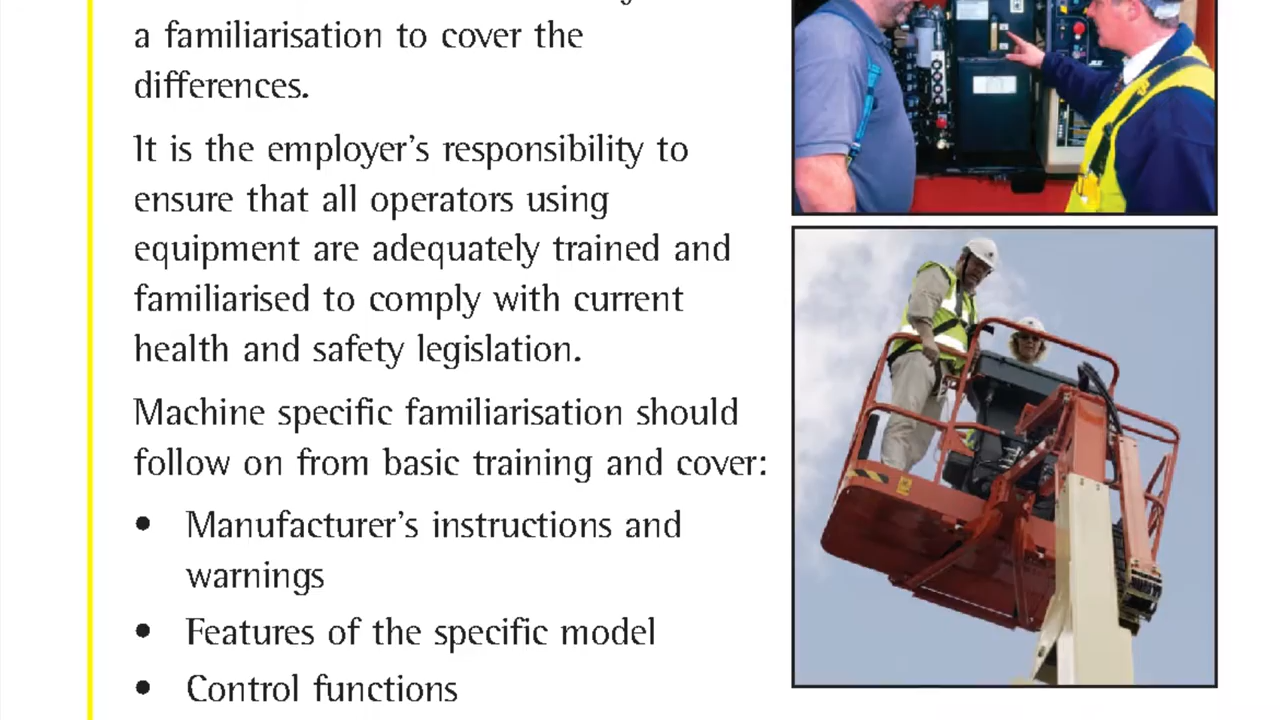 a familiarisation to cover the
differences.
It is the employer’s responsibility to
ensure that all operators using
equipment are adequately trained and
familiarised to comply with current
health and safety legislation.
Machine specific familiarisation should
follow on from basic training and cover:
• Manufacturer’s instructions and
warnings
• Features of the specific model
• Control functions